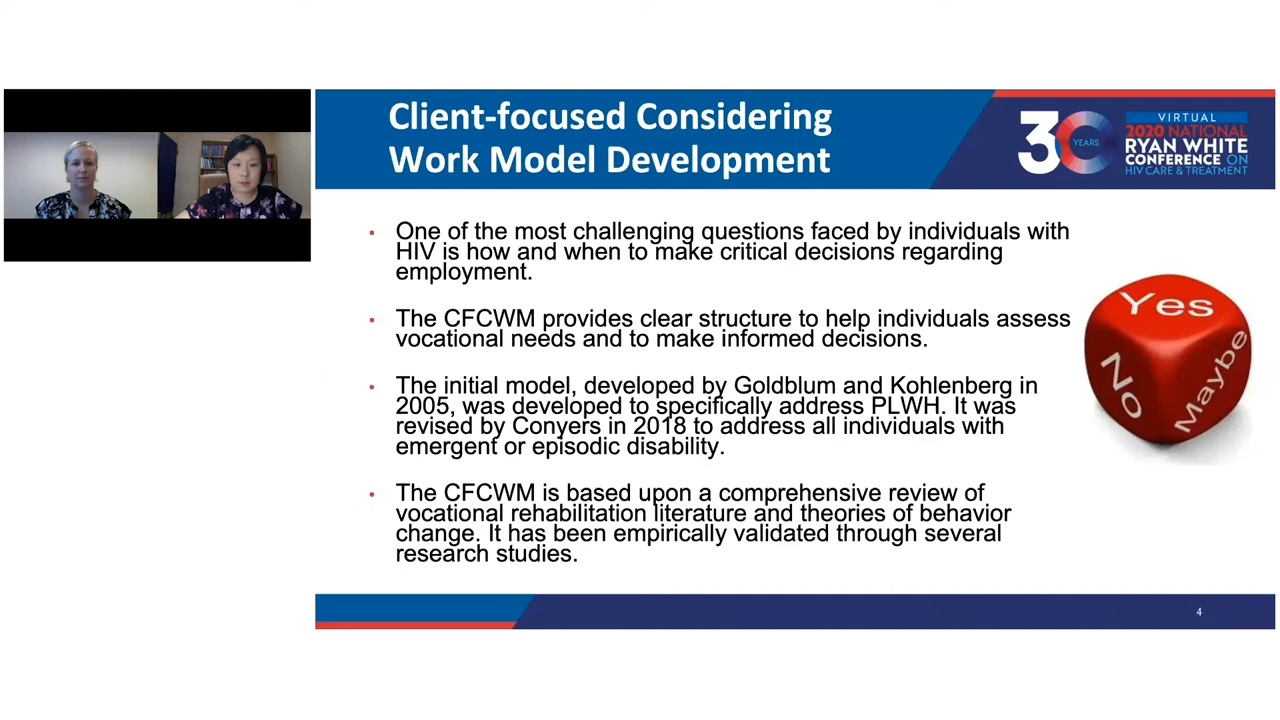 Client-focused Considering
Work Model Development
30
YEARS
VIRTUAL
2020 NATIONAL
RYAN WHITE
CONFERENCE ON
HIV CARE & TREATMENT
• One of the most challenging questions faced by individuals with
HIV is how and when to make critical decisions regarding
employment.
• The CFCWM provides clear structure to help individuals assess
vocational needs and to make informed decisions.
• The initial model, developed by Goldblum and Kohlenberg in
2005, was developed to specifically address PLWH. It was
revised by Conyers in 2018 to address all individuals with
emergent or episodic disability.
• The CFCWM is based upon a comprehensive review of
vocational rehabilitation literature and theories of behavior
change. It has been empirically validated through several
research studies.
Yes
No
Maybe
4